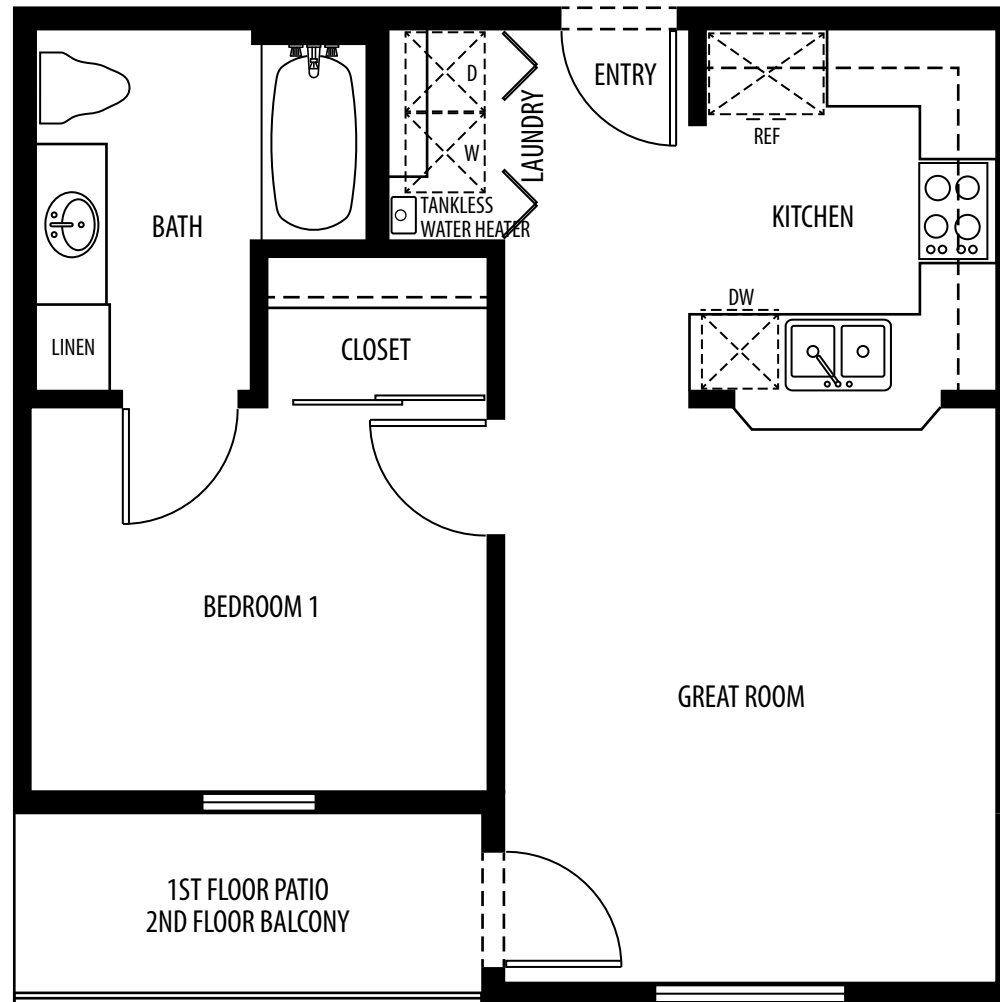 ENTRY
D
W
LAUNDRY
REF
TANKLESS
WATER HEATER
KITCHEN
BATH
DW
LINEN
CLOSET
BEDROOM 1
GREAT ROOM
1ST FLOOR PATIO
2ND FLOOR BALCONY